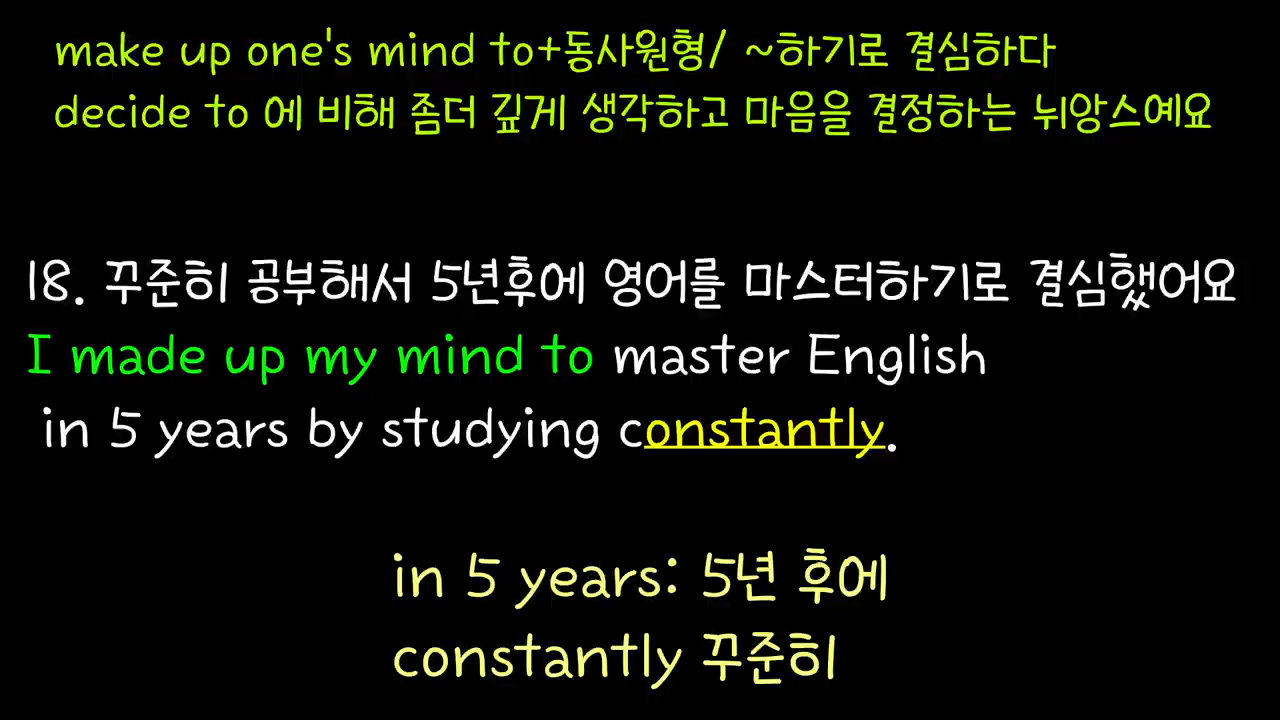 make up one's mind to+동사원형/ ~하기로 결심하다
decide to 에 비해 좀더 깊게 생각하고 마음을 결정하는 뉘앙스예요
18. 꾸준히 공부해서 5년후에 영어를 마스터하기로 결심했어요
I made up my mind to master English
in 5 years by studying constantly.
in 5 years: 5년 후에
constantly 꾸준히